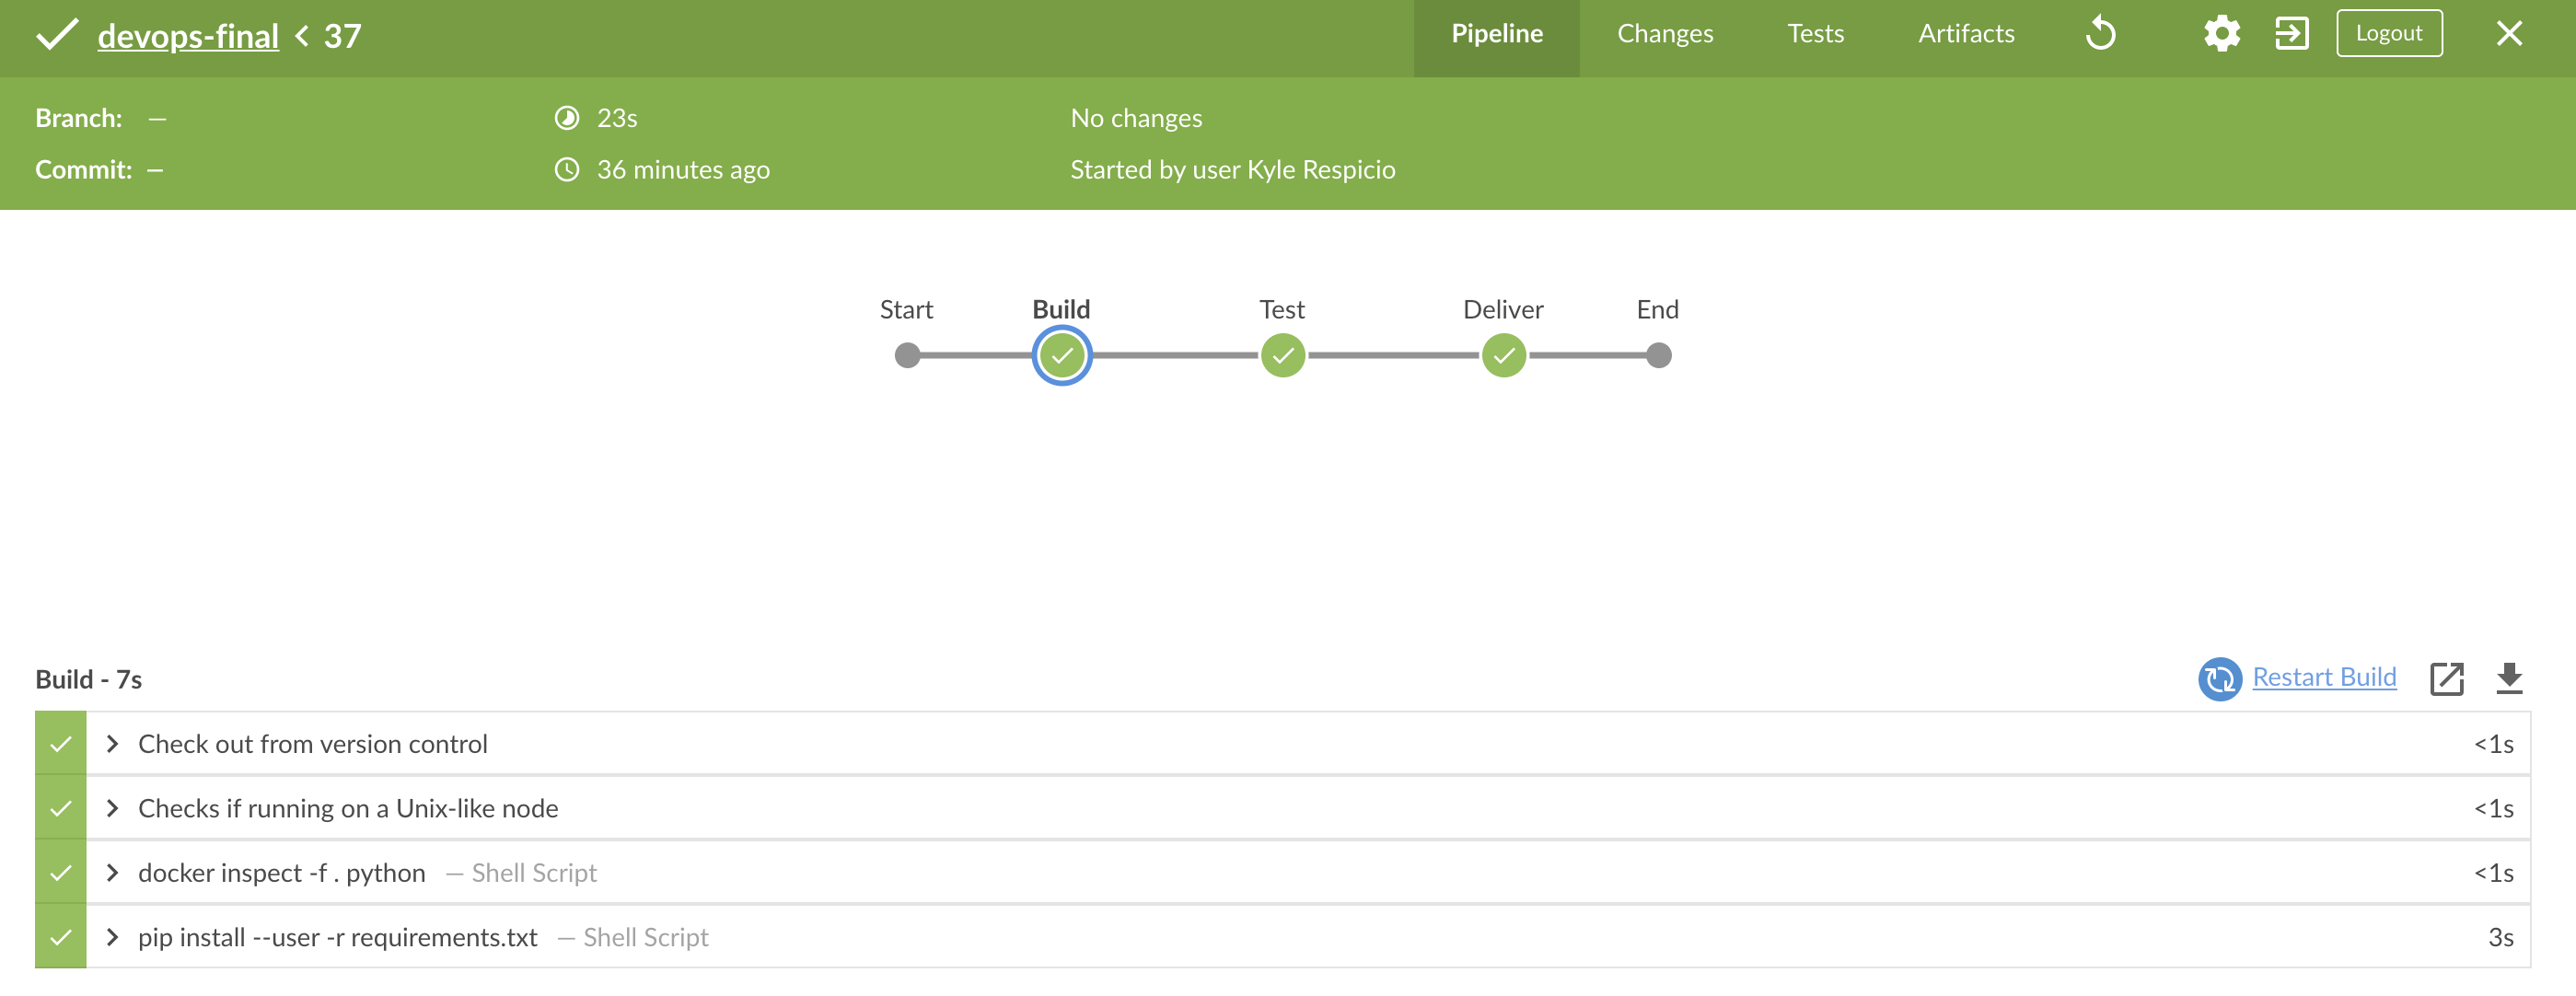 devops-final < 37
Pipeline Changes Tests Artifacts Logout
Branch: — 23s No changes
Commit: — 36 minutes ago Started by user Kyle Respicio
Start Build Test Deliver End
Build - 7s Restart Build
Check out from version control <1s
Checks if running on a Unix-like node <1s
docker inspect -f . python — Shell Script <1s
pip install --user -r requirements.txt — Shell Script 3s